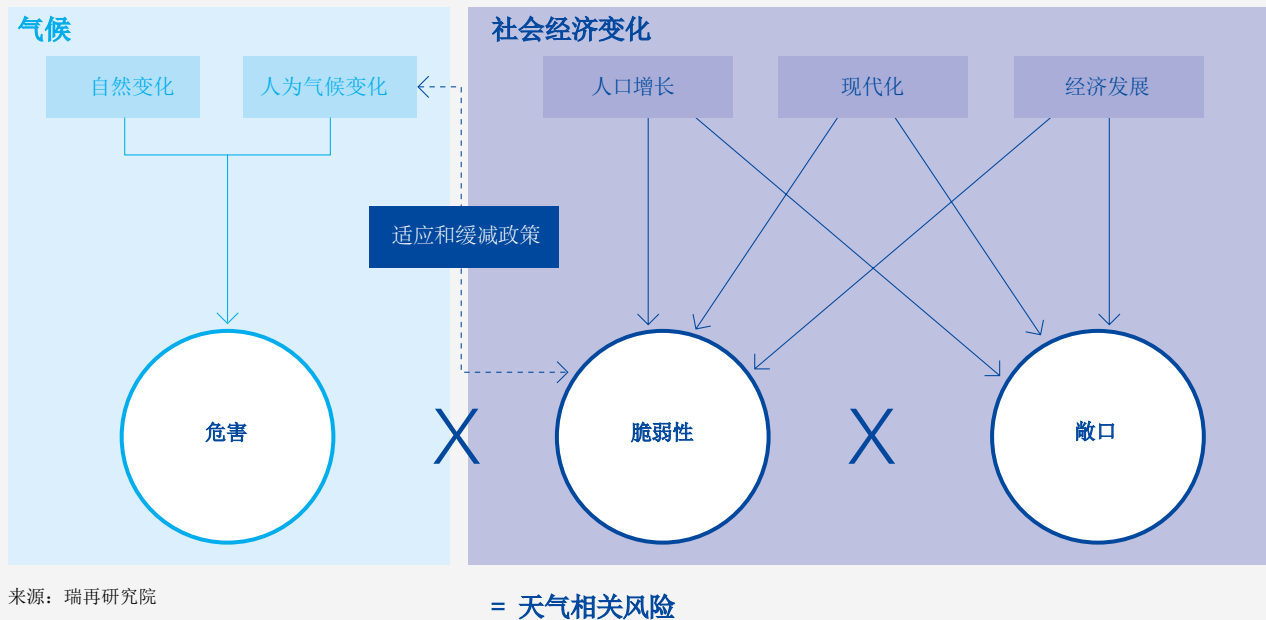 气候
社会经济变化
自然变化
人为气候变化
人口增长
现代化
经济发展
适应和缓减政策
危害
X
脆弱性
X
敞口
来源：瑞再研究院
= 天气相关风险